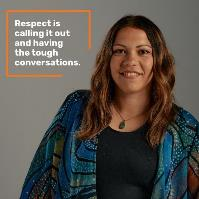 Respect is
calling it out
and having
the tough
conversations.